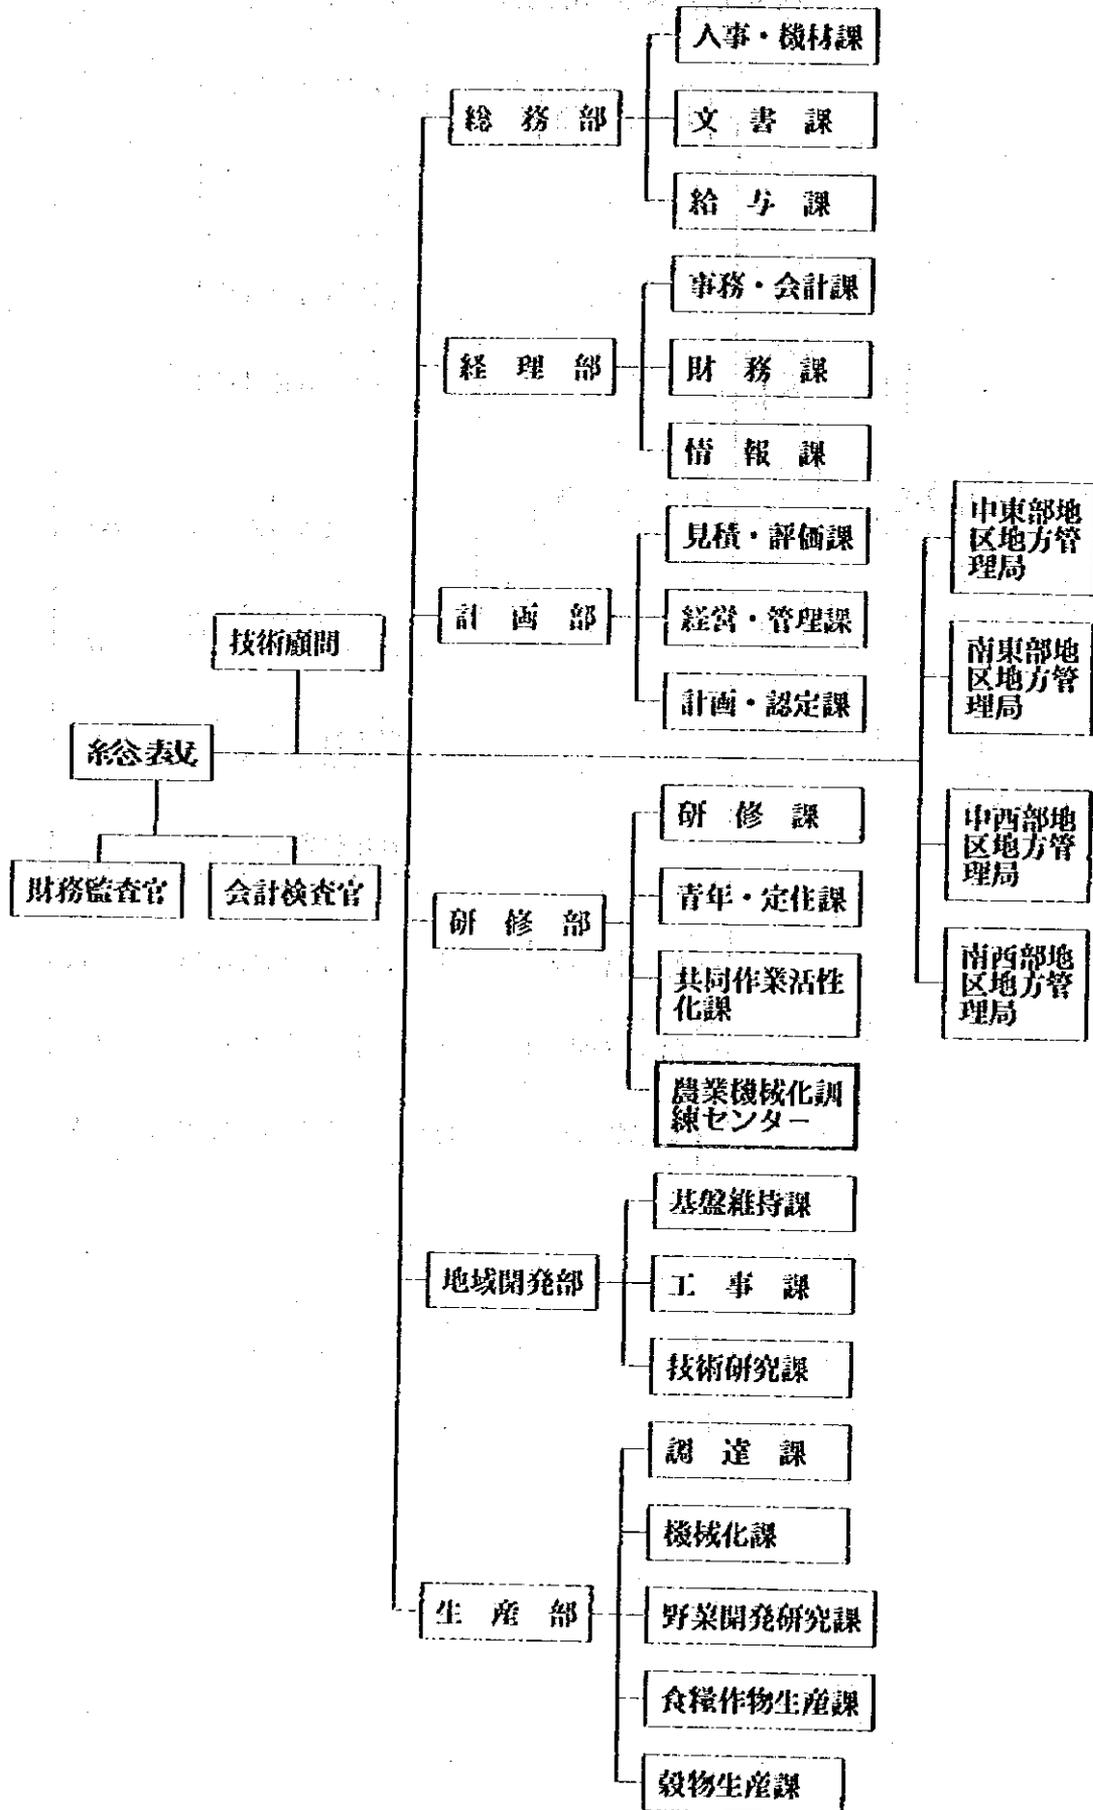 人事・機材課
総務部
文書課
給与課
事務・会計課
経理部
財務課
情報課
見積・評価課
計画部
経営・管理課
計画・認定課
技術顧問
総裁
財務監査官
会計検査官
中東部地
区地方管
理局
南東部地
区地方管
理局
中西部地
区地方管
理局
南西部地
区地方管
理局
研修課
研修部
青年・定住課
共同作業活性
化課
農業機械化訓
練センター
基盤維持課
地域開発部
工事課
技術研究課
調達課
機械化課
生産部
野菜開発研究課
食糧作物生産課
穀物生産課